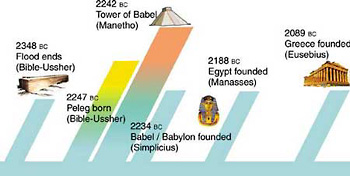 2242 BC
Tower of Babel
(Manetho)
2348 BC
Flood ends
(Bible-Ussher)
2247 BC
Peleg born
(Bible-Ussher)
2234 BC
Babel / Babylon founded
(Simplicius)
2188 BC
Egypt founded
(Manasses)
2089 BC
Greece founded
(Eusebius)